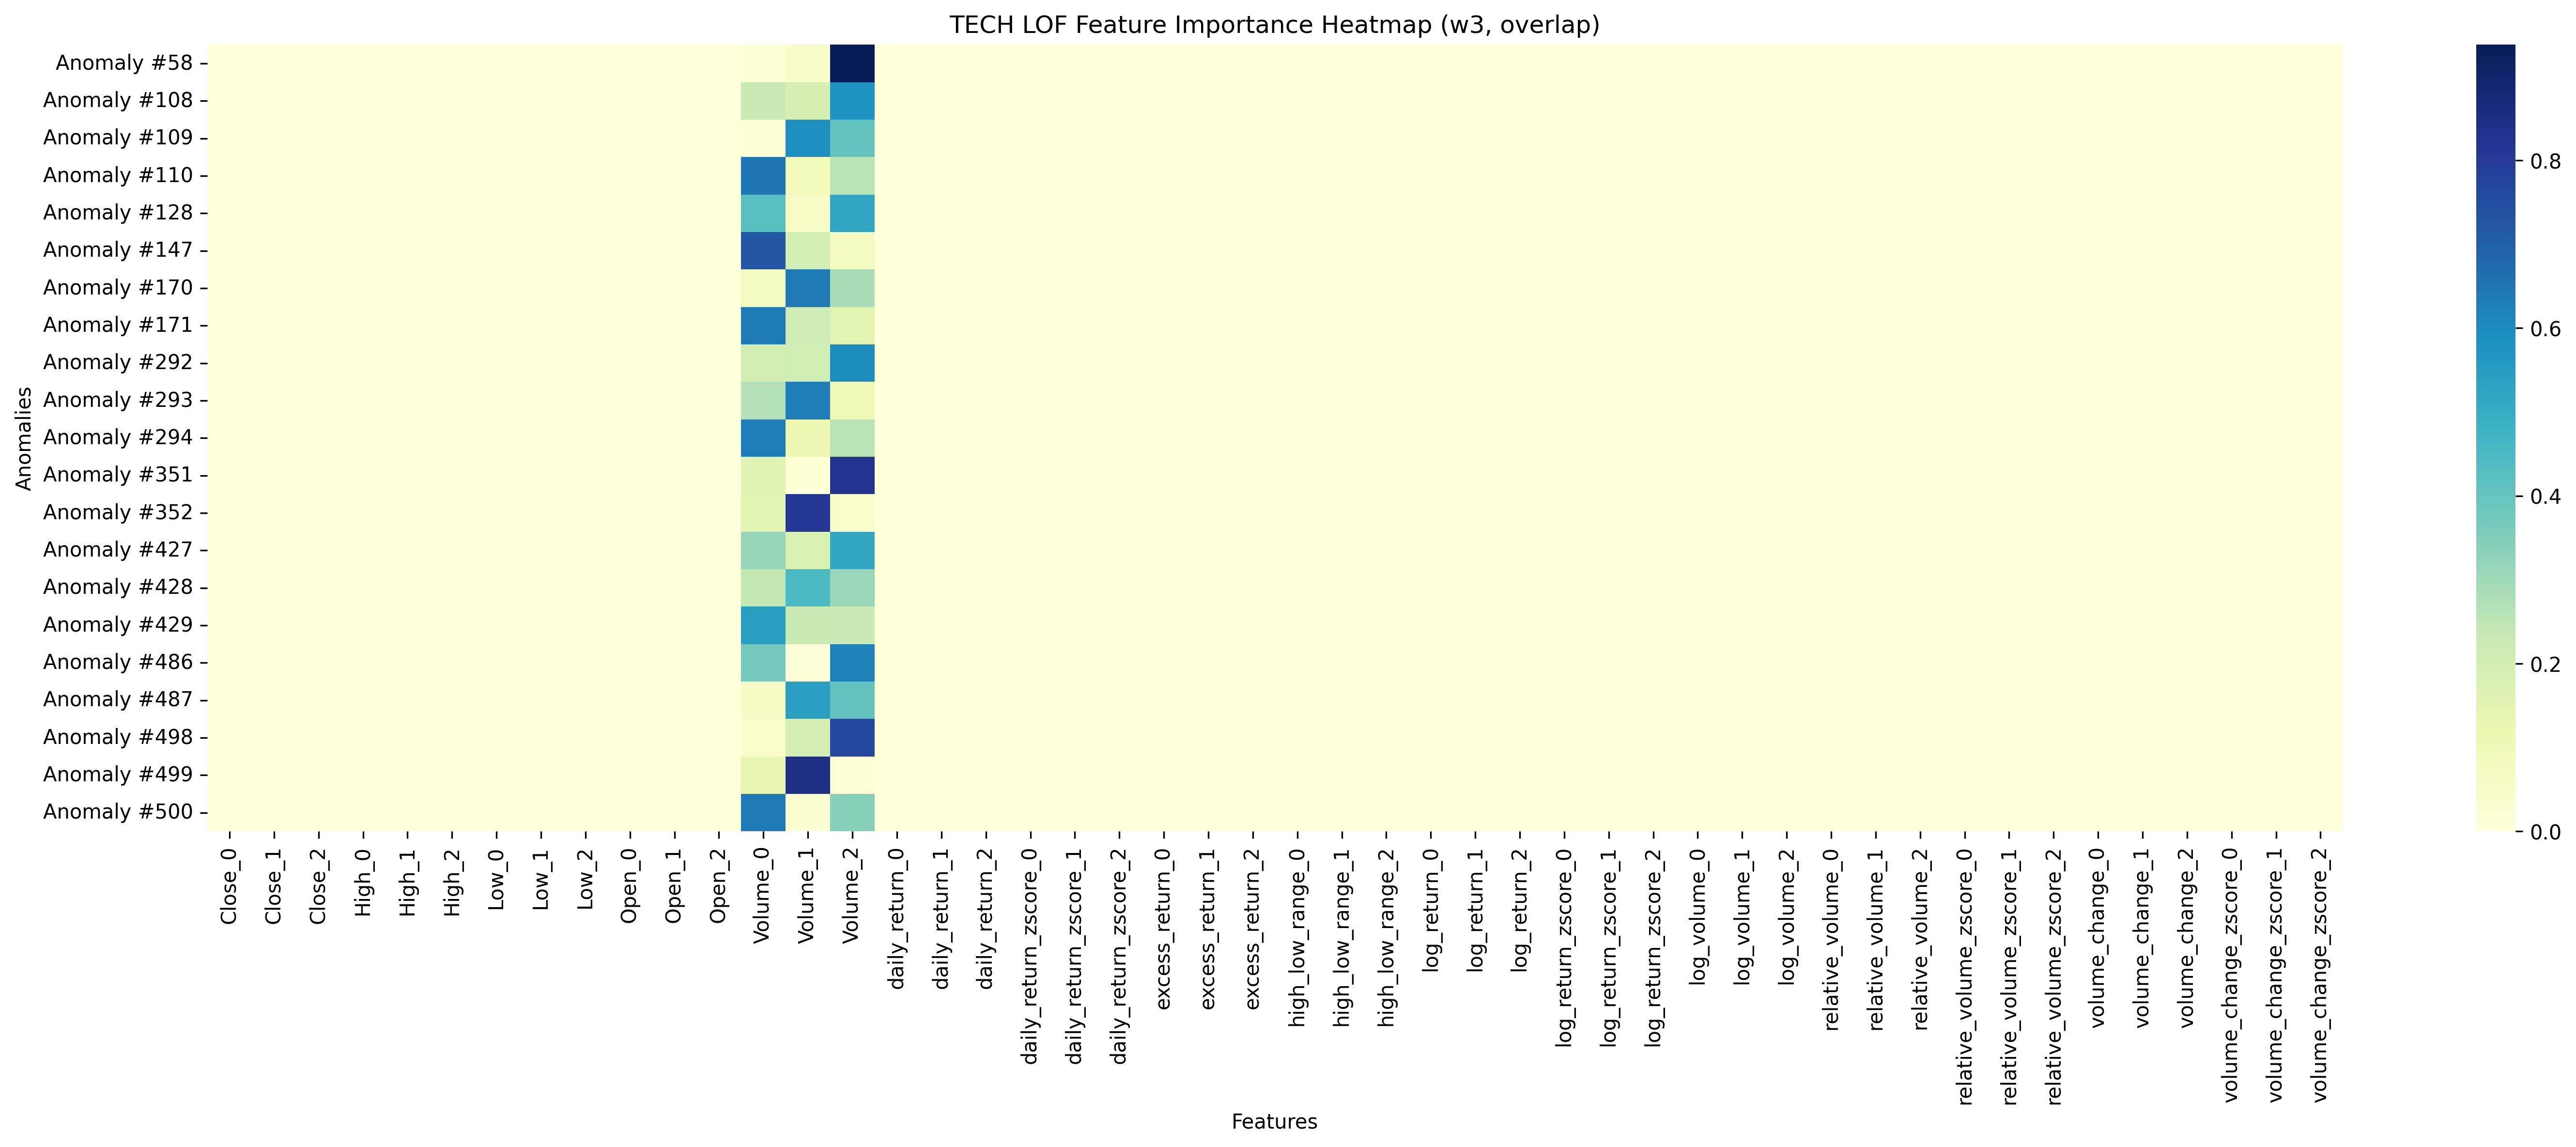 TECH LOF Feature Importance Heatmap (w3, overlap)
Anomalies
Anomaly #58
Anomaly #108
Anomaly #109
Anomaly #110
Anomaly #128
Anomaly #147
Anomaly #170
Anomaly #171
Anomaly #292
Anomaly #293
Anomaly #294
Anomaly #351
Anomaly #352
Anomaly #427
Anomaly #428
Anomaly #429
Anomaly #486
Anomaly #487
Anomaly #498
Anomaly #499
Anomaly #500
0.8
0.6
0.4
0.2
0.0
Close_0
Close_1
Close_2
High_0
High_1
High_2
Low_0
Low_1
Low_2
Open_0
Open_1
Open_2
Volume_0
Volume_1
Volume_2
daily_return_0
daily_return_1
daily_return_2
daily_return_zscore_0
daily_return_zscore_1
daily_return_zscore_2
excess_return_0
excess_return_1
excess_return_2
high_low_range_0
high_low_range_1
high_low_range_2
log_return_0
log_return_1
log_return_2
log_return_zscore_0
log_return_zscore_1
log_return_zscore_2
log_volume_0
log_volume_1
log_volume_2
relative_volume_0
relative_volume_1
relative_volume_2
relative_volume_zscore_0
relative_volume_zscore_1
relative_volume_zscore_2
volume_change_0
volume_change_1
volume_change_2
volume_change_zscore_0
volume_change_zscore_1
volume_change_zscore_2
Features